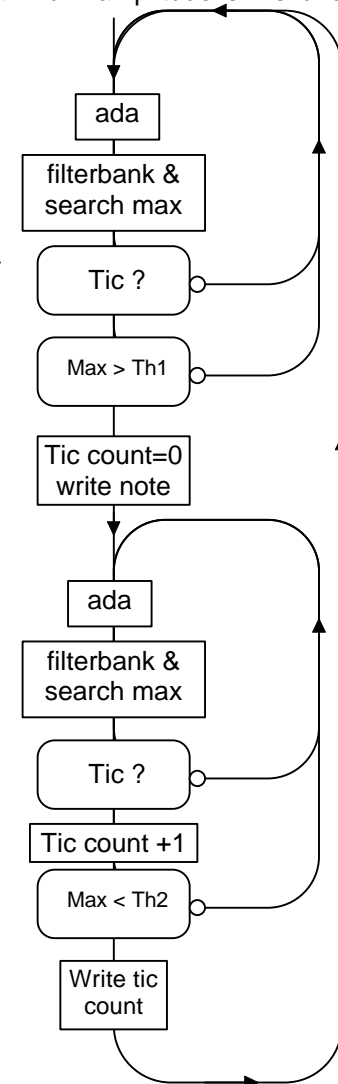 ada
filterbank &
search max
Tic ?
Max > Th1
Tic count=0
write note
ada
filterbank &
search max
Tic ?
Tic count +1
Max < Th2
Write tic
count